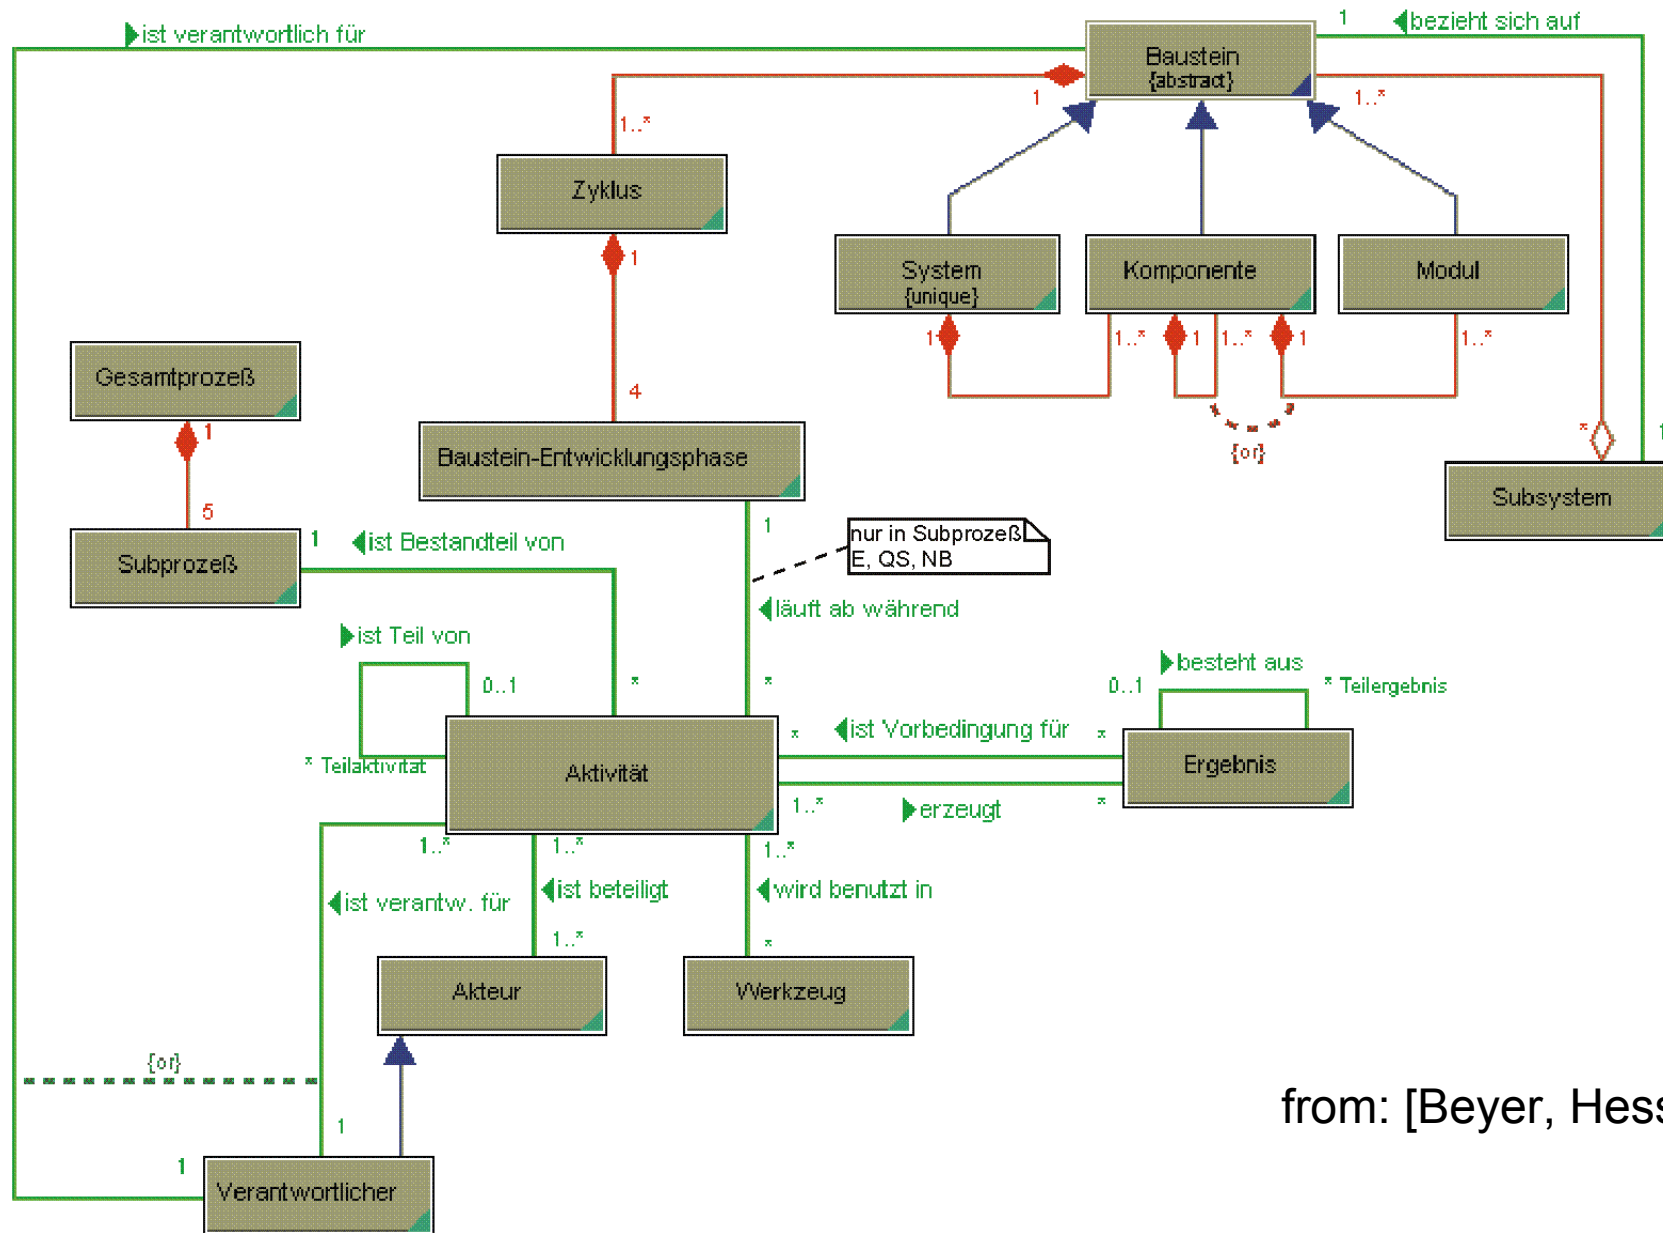 ist verantwortlich für
1
bezieht sich auf
Baustein
{abstract}
1
1..*
1..*
Zyklus
1
System
{unique}
Komponente
Modul
1
1..*
1
1..*
1
1..*
{or}
*
1
Subsystem
Gesamtprozeß
1
5
4
Baustein-Entwicklungsphase
Subprozeß
1
ist Bestandteil von
1
nur in Subprozeß
E, QS, NB
läuft ab während
ist Teil von
0..1
*
*
besteht aus
0..1
* Teilergebnis
* Teilaktivität
Aktivität
*
ist Vorbedingung für
*
Ergebnis
1..*
erzeugt
*
1..*
1..*
1..*
ist verantw. für
ist beteiligt
wird benutzt in
1..*
*
Akteur
Werkzeug
{or}
1
1
Verantwortlicher
from: [Beyer, Hess